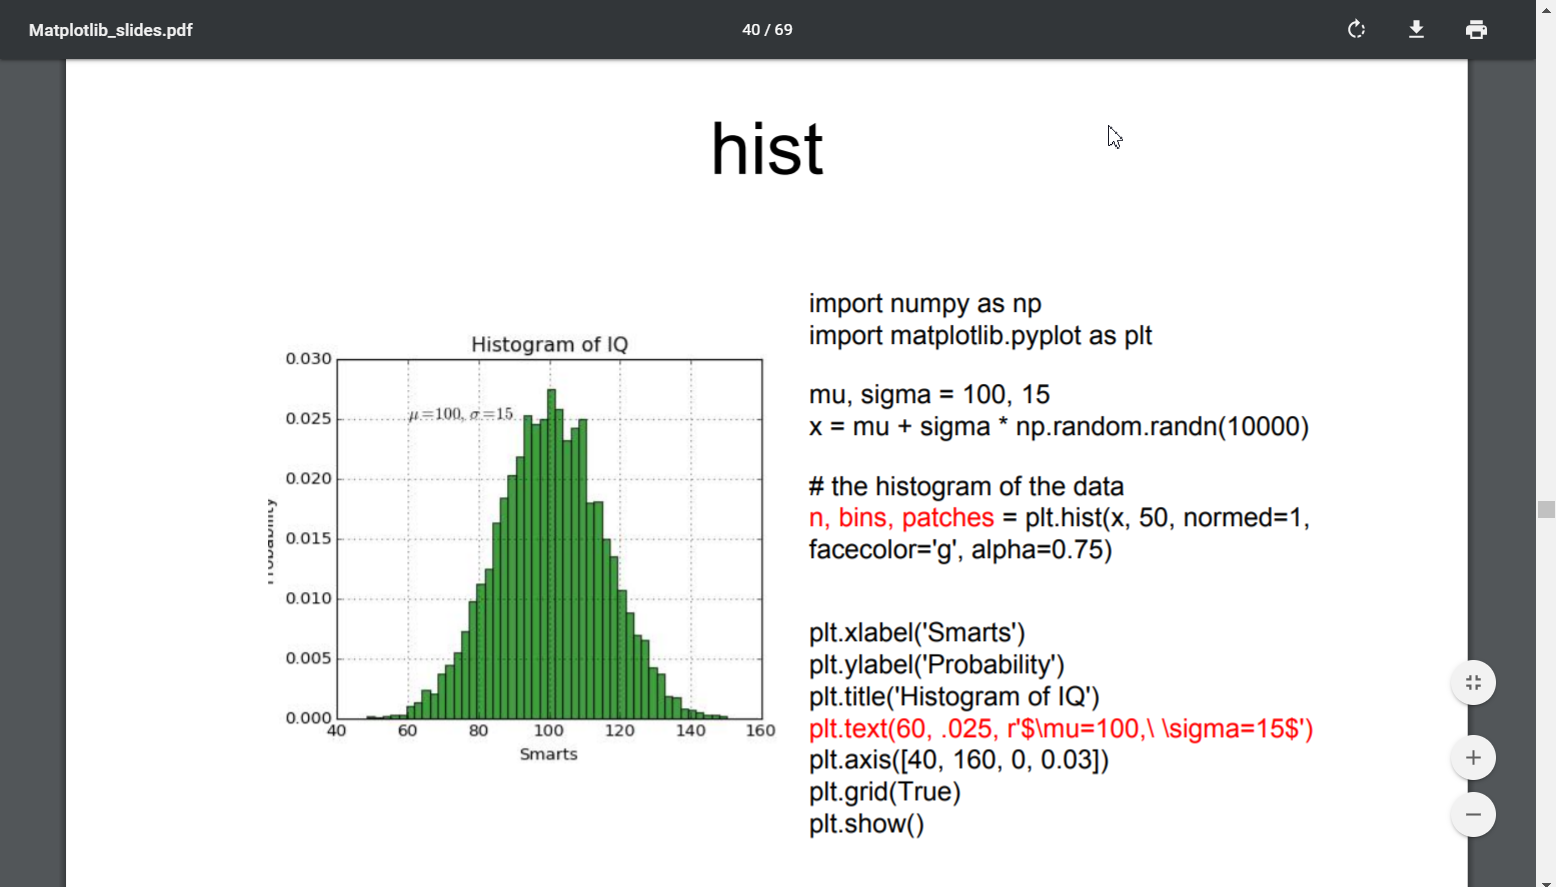 Matplotlib_slides.pdf
40 / 69
hist
Histogram of IQ
0.030
0.025
0.020
0.015
0.010
0.005
0.000
μ=100, σ=15
40 60 80 100 120 140 160
Smarts
Probability
import numpy as np
import matplotlib.pyplot as plt
mu, sigma = 100, 15
x = mu + sigma * np.random.randn(10000)
# the histogram of the data
n, bins, patches = plt.hist(x, 50, normed=1,
facecolor='g', alpha=0.75)
plt.xlabel('Smarts')
plt.ylabel('Probability')
plt.title('Histogram of IQ')
plt.text(60, .025, r'$\mu=100,\ \sigma=15$')
plt.axis([40, 160, 0, 0.03])
plt.grid(True)
plt.show()